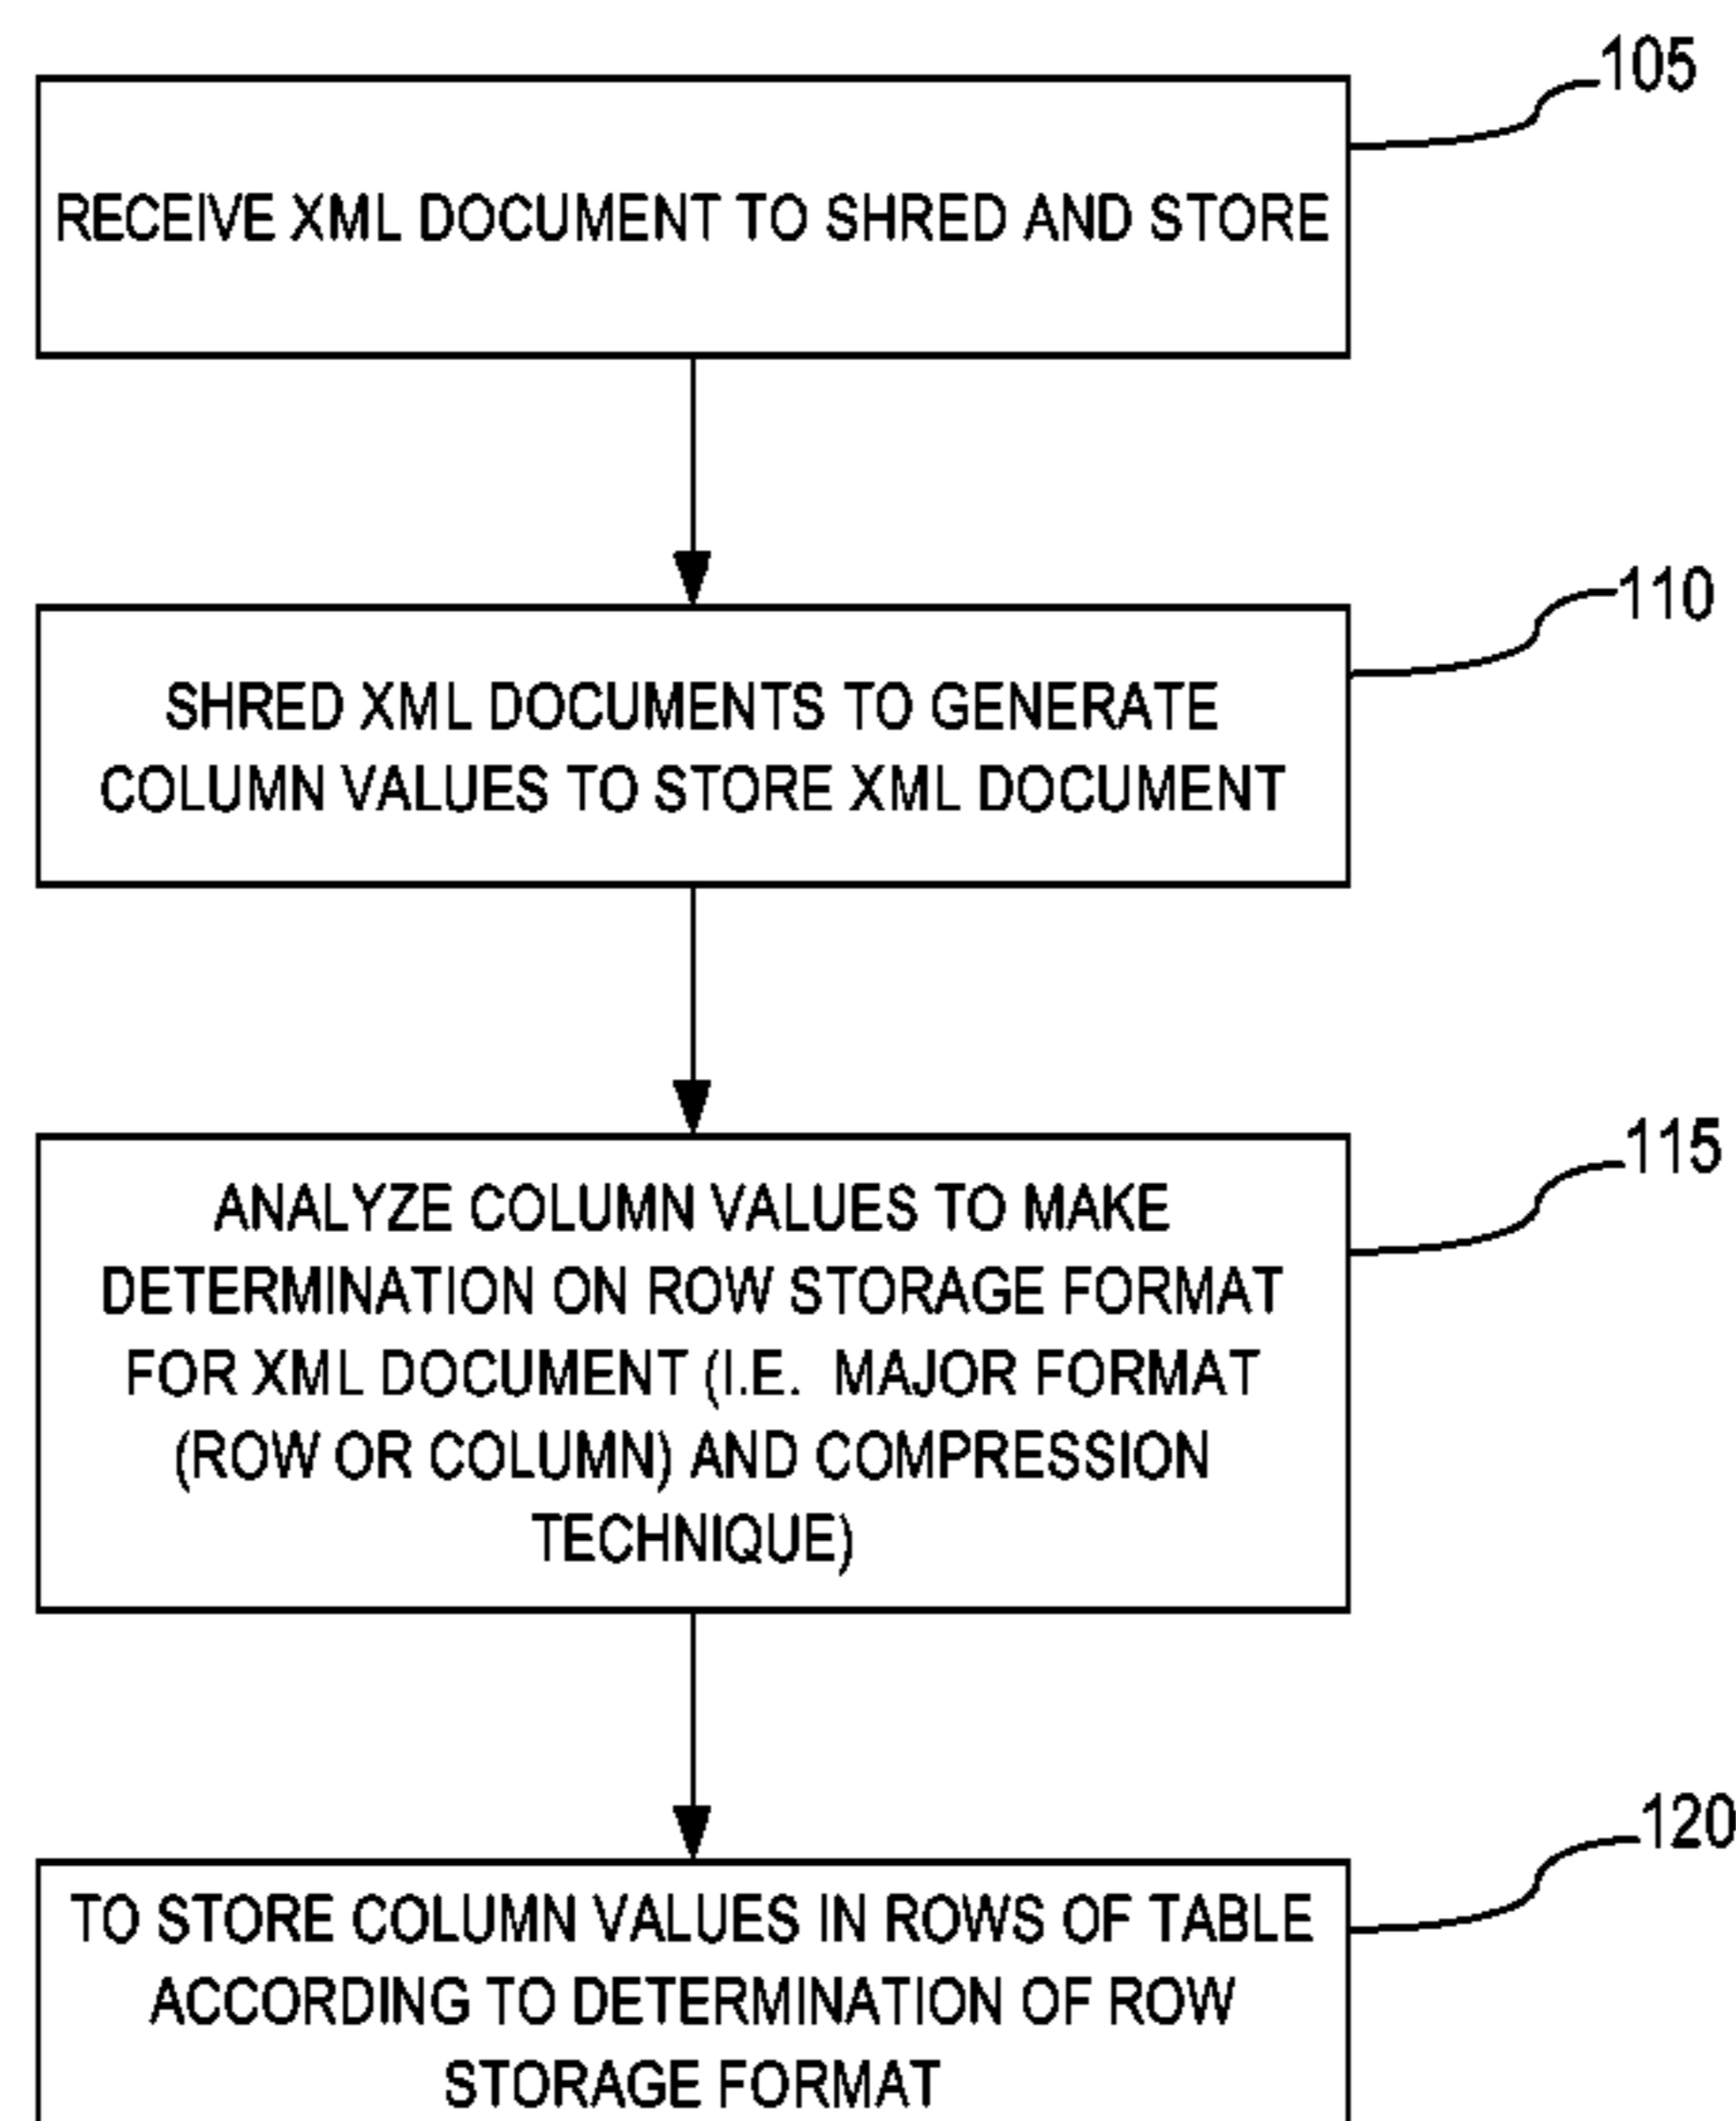 105
RECEIVE XML DOCUMENT TO SHRED AND STORE
110
SHRED XML DOCUMENTS TO GENERATE
COLUMN VALUES TO STORE XML DOCUMENT
115
ANALYZE COLUMN VALUES TO MAKE
DETERMINATION ON ROW STORAGE FORMAT
FOR XML DOCUMENT (I.E. MAJOR FORMAT
(ROW OR COLUMN) AND COMPRESSION
TECHNIQUE)
120
TO STORE COLUMN VALUES IN ROWS OF TABLE
ACCORDING TO DETERMINATION OF ROW
STORAGE FORMAT